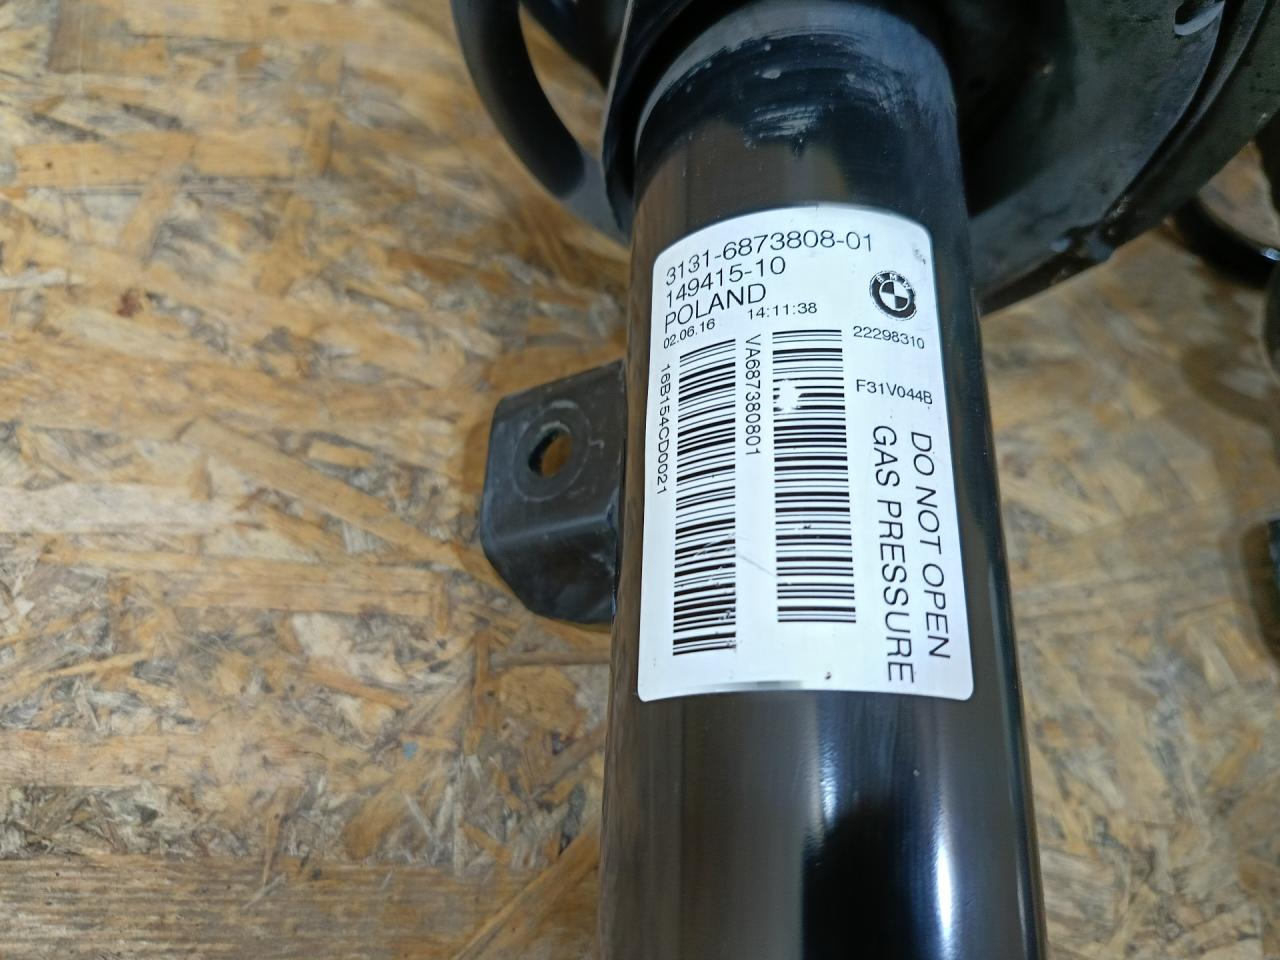 3131-6873808-01
149415-10
POLAND
02.06.16 14:11:38
BMW
22298310
16B154CD0021
VA687380801
F31V044B
DO NOT OPEN
GAS PRESSURE